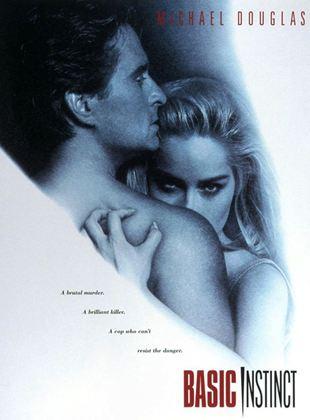 MICHAEL DOUGLAS
A brutal murder.
A brilliant killer.
A cop who can't
resist the danger.
BASIC INSTINCT